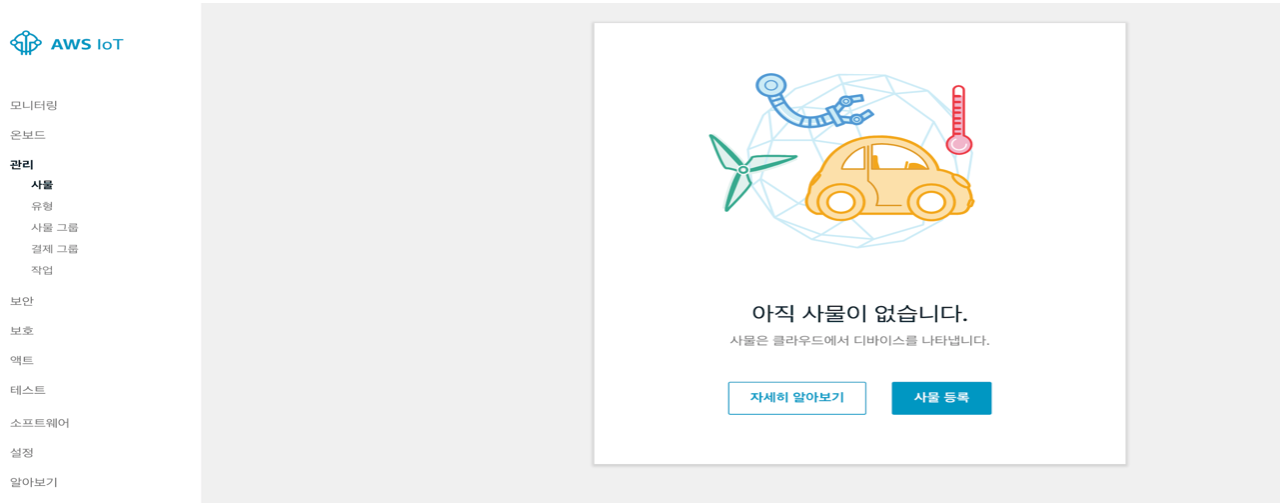 AWS IoT
모니터링
온보드
관리
사물
유형
사물 그룹
결제 그룹
작업
보안
보호
액트
테스트
소프트웨어
설정
알아보기
아직 사물이 없습니다.
사물은 클라우드에서 디바이스를 나타냅니다.
자세히 알아보기
사물 등록